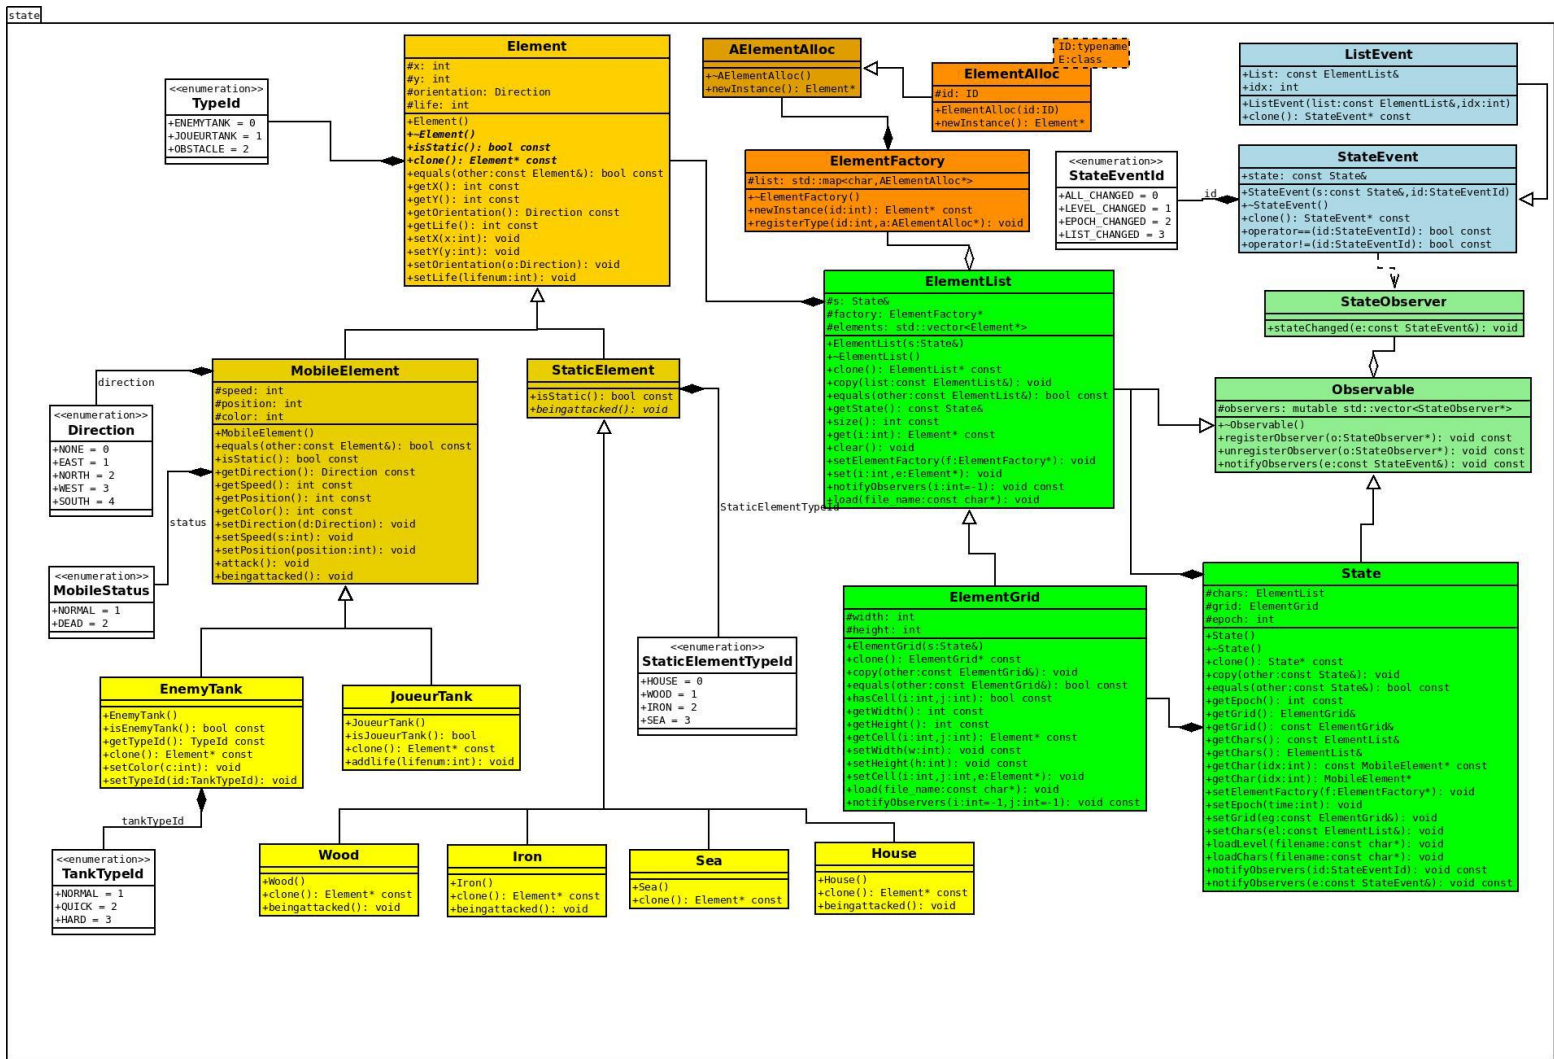 state
Element
#x: int
#y: int
#orientation: Direction
#life: int
+Element()
+~Element()
+isStatic(): bool const
+clone(): Element* const
+equals(other:const Element&): bool const
+getX(): int const
+getY(): int const
+getOrientation(): Direction const
+getLife(): int const
+setX(x:int): void
+setY(y:int): void
+setOrientation(o:Direction): void
+setLife(lifenum:int): void
<<enumeration>>
TypeId
+ENEMYTANK = 0
+JOUEURTANK = 1
+OBSTACLE = 2
AElementAlloc
+~AElementAlloc()
+newInstance(): Element*
ID:typename
E:class
ElementAlloc
#id: ID
+ElementAlloc(id:ID)
+newInstance(): Element*
ElementFactory
#list: std::map<char,AElementAlloc*>
+~ElementFactory()
+newInstance(id:int): Element* const
+registerType(id:int,a:AElementAlloc*): void
ListEvent
+List: const ElementList&
+idx: int
+ListEvent(list:const ElementList&,idx:int)
+clone(): StateEvent* const
<<enumeration>>
StateEventId
+ALL_CHANGED = 0
+LEVEL_CHANGED = 1
+EPOCH_CHANGED = 2
+LIST_CHANGED = 3
id
StateEvent
+state: const State&
+StateEvent(s:const State&,id:StateEventId)
+~StateEvent()
+clone(): StateEvent* const
+operator==(id:StateEventId): bool const
+operator!=(id:StateEventId): bool const
StateObserver
+stateChanged(e:const StateEvent&): void
Observable
#observers: mutable std::vector<StateObserver*>
+~Observable()
+registerObserver(o:StateObserver*): void const
+unregisterObserver(o:StateObserver*): void const
+notifyObservers(e:const StateEvent&): void const
ElementList
#s: State&
#factory: ElementFactory*
#elements: std::vector<Element*>
+ElementList(s:State&)
+~ElementList()
+clone(): ElementList* const
+copy(list:const ElementList&): void
+equals(other:const ElementList&): bool const
+getState(): const State&
+size(): int const
+get(i:int): Element* const
+clear(): void
+setElementFactory(f:ElementFactory*): void
+set(i:int,e:Element*): void
+notifyObservers(i:int=-1): void const
+load(file_name:const char*): void
MobileElement
#speed: int
#position: int
#color: int
+MobileElement()
+equals(other:const Element&): bool const
+isStatic(): bool const
+getDirection(): Direction const
+getSpeed(): int const
+getPosition(): int const
+getColor(): int const
+setDirection(d:Direction): void
+setSpeed(s:int): void
+setPosition(position:int): void
+attack(): void
+beingattacked(): void
StaticElement
+isStatic(): bool const
+beingattacked(): void
direction
<<enumeration>>
Direction
+NONE = 0
+EAST = 1
+NORTH = 2
+WEST = 3
+SOUTH = 4
status
<<enumeration>>
MobileStatus
+NORMAL = 1
+DEAD = 2
StaticElementTypeId
<<enumeration>>
StaticElementTypeId
+HOUSE = 0
+WOOD = 1
+IRON = 2
+SEA = 3
ElementGrid
#width: int
#height: int
+ElementGrid(s:State&)
+clone(): ElementGrid* const
+copy(other:const ElementGrid&): void
+equals(other:const ElementGrid&): bool const
+hasCell(i:int,j:int): bool const
+getWidth(): int const
+getHeight(): int const
+getCell(i:int,j:int): Element* const
+setWidth(w:int): void const
+setHeight(h:int): void const
+setCell(i:int,j:int,e:Element*): void
+load(file_name:const char*): void
+notifyObservers(i:int=-1,j:int=-1): void const
State
#chars: ElementList
#grid: ElementGrid
#epoch: int
+State()
+~State()
+clone(): State* const
+copy(other:const State&): void
+equals(other:const State&): bool const
+getEpoch(): int const
+getGrid(): ElementGrid&
+getGrid(): const ElementGrid&
+getChars(): const ElementList&
+getChars(): ElementList&
+getChar(idx:int): const MobileElement* const
+getChar(idx:int): MobileElement*
+setElementFactory(f:ElementFactory*): void
+setEpoch(time:int): void
+setGrid(eg:const ElementGrid&): void
+setChars(el:const ElementList&): void
+loadLevel(filename:const char*): void
+loadChars(filename:const char*): void
+notifyObservers(id:StateEventId): void const
+notifyObservers(e:const StateEvent&): void const
EnemyTank
+EnemyTank()
+isEnemyTank(): bool const
+getTypeId(): TypeId const
+clone(): Element* const
+setColor(c:int): void
+setTypeId(id:TankTypeId): void
JoueurTank
+JoueurTank()
+isJoueurTank(): bool
+clone(): Element* const
+addlife(lifenum:int): void
tankTypeId
<<enumeration>>
TankTypeId
+NORMAL = 1
+QUICK = 2
+HARD = 3
Wood
+Wood()
+clone(): Element* const
+beingattacked(): void
Iron
+Iron()
+clone(): Element* const
+beingattacked(): void
Sea
+Sea()
+clone(): Element* const
House
+House()
+clone(): Element* const
+beingattacked(): void